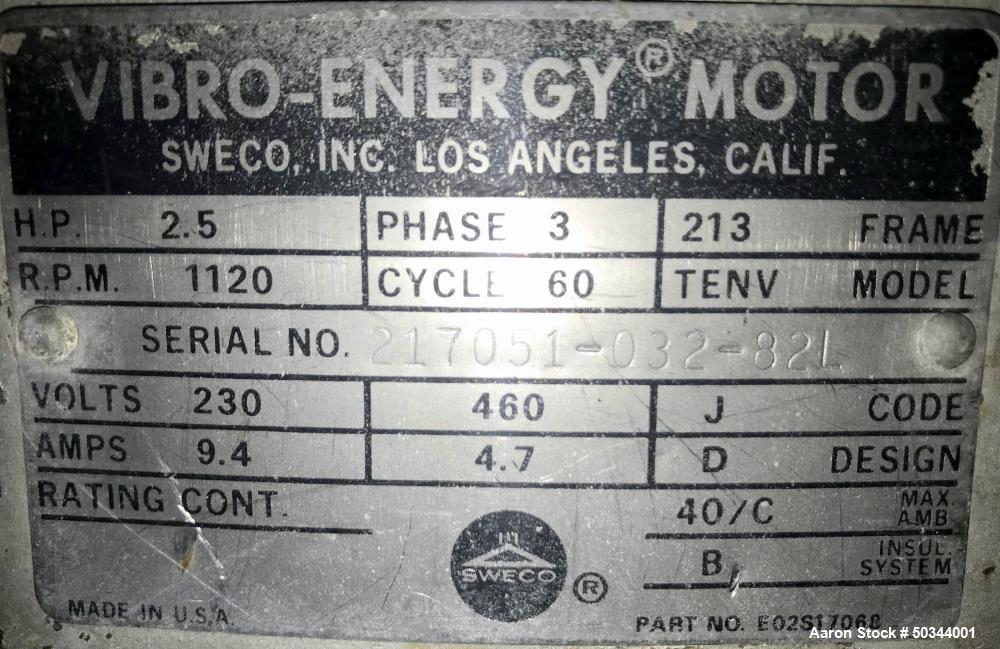 VIBRO-ENERGY® MOTOR
SWECO, INC. LOS ANGELES, CALIF.
H.P. 2.5 PHASE 3 213 FRAME
R.P.M. 1120 CYCLE 60 TENV MODEL
SERIAL NO. 217051-032-82L
VOLTS 230 460 J CODE
AMPS 9.4 4.7 D DESIGN
RATING CONT. 40/C MAX. AMB.
B INSUL. SYSTEM
SWECO ®
MADE IN U.S.A. PART NO. E02S17068
Aaron Stock # 50344001